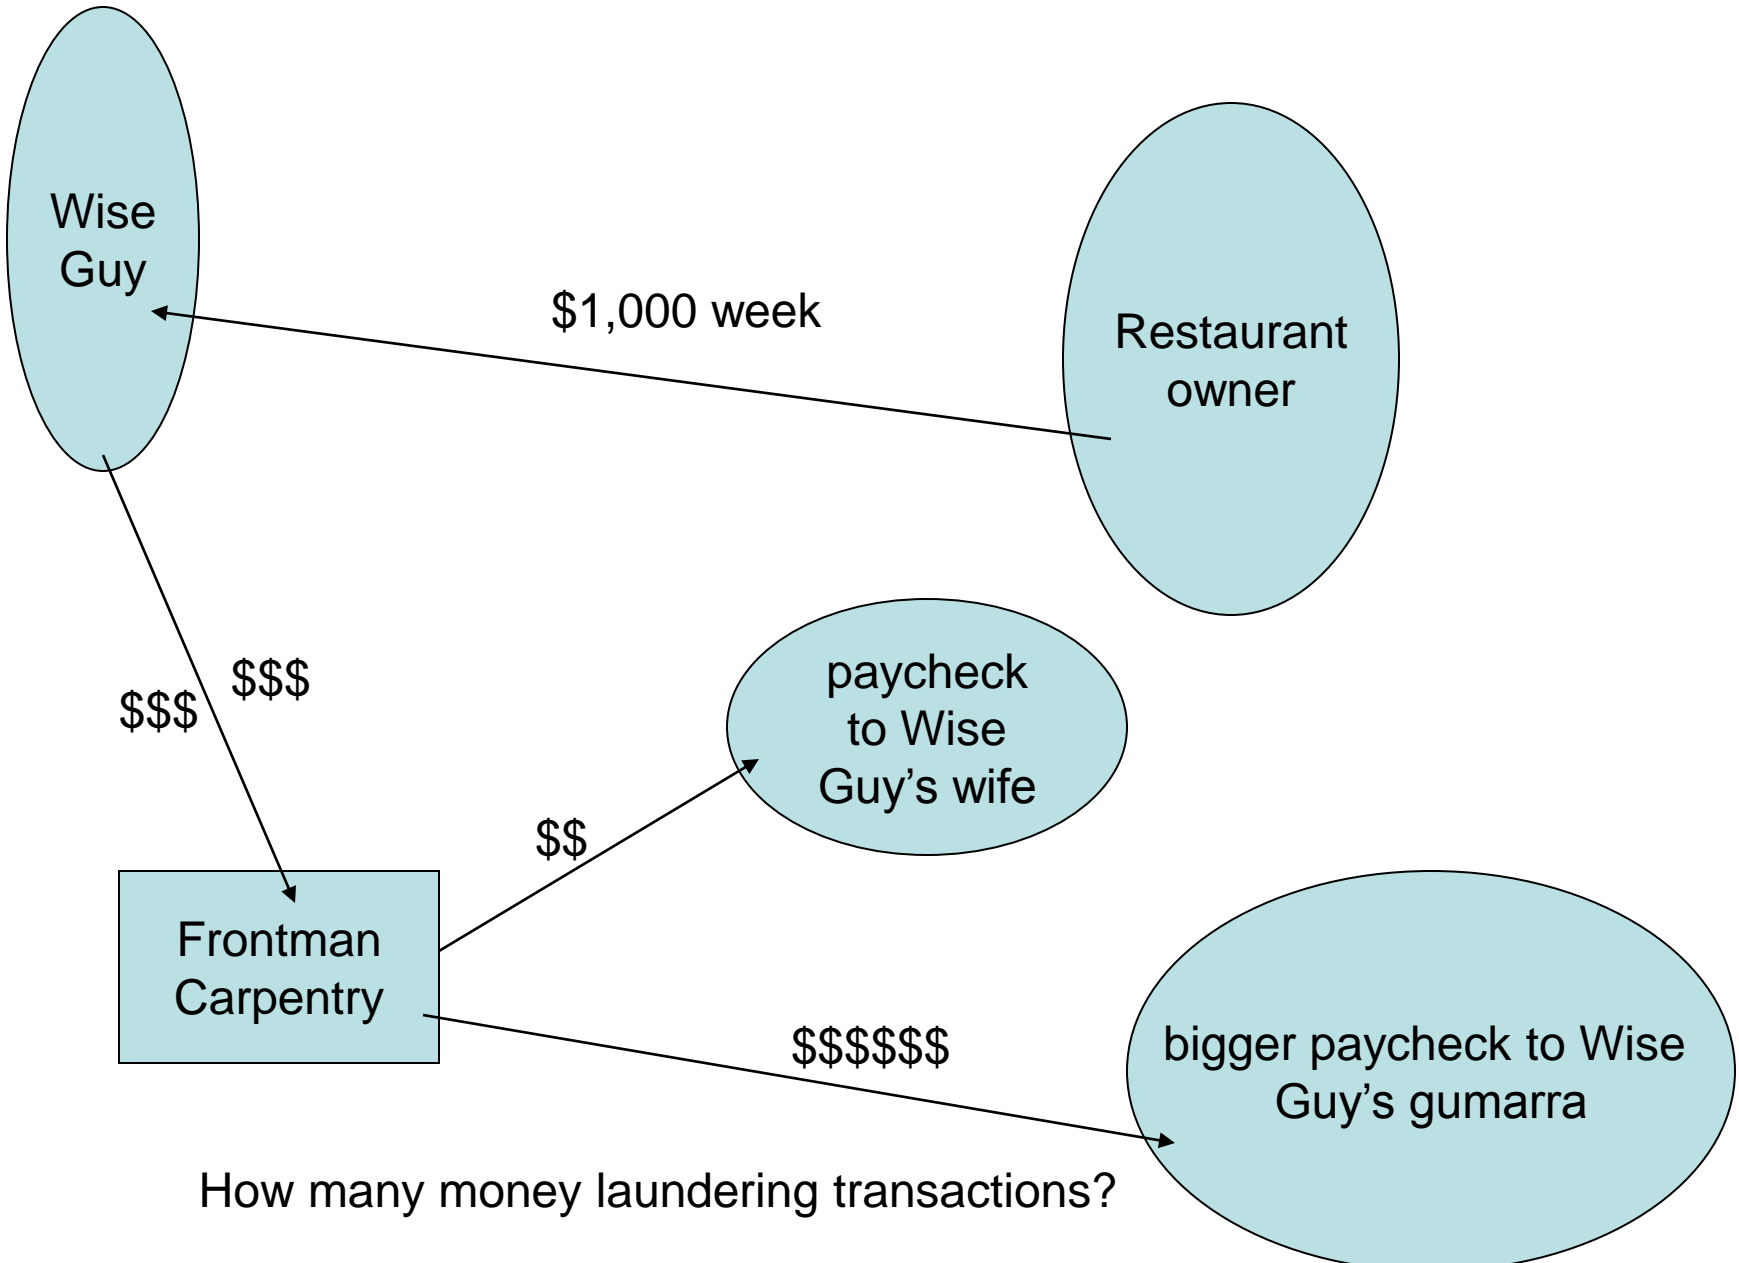 Wise
Guy
$1,000 week
Restaurant
owner
$$$
$$$
paycheck
to Wise
Guy’s wife
$$
Frontman
Carpentry
$$$$$$
bigger paycheck to Wise
Guy’s gumarra
How many money laundering transactions?